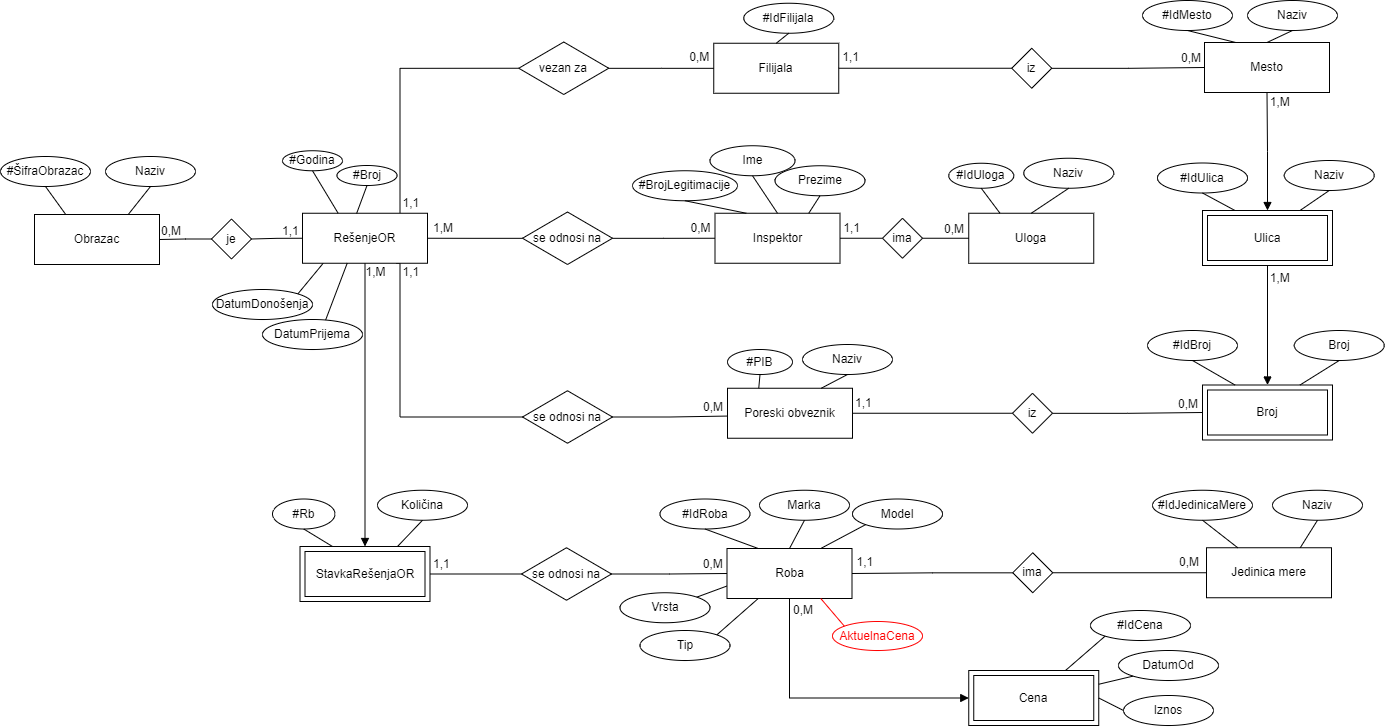 #IdFilijala
#IdMesto
Naziv
vezan za
0,M
Filijala
1,1
iz
0,M
Mesto
1,M
#ŠifraObrazac
Naziv
#Godina
#Broj
1,1
#BrojLegitimacije
Ime
Prezime
#IdUloga
Naziv
#IdUlica
Naziv
Obrazac
0,M
je
1,1
RešenjeOR
1,M
se odnosi na
0,M
Inspektor
1,1
ima
0,M
Uloga
Ulica
1,M
1,1
1,M
DatumDonošenja
DatumPrijema
#PIB
Naziv
#IdBroj
Broj
se odnosi na
0,M
Poreski obveznik
1,1
iz
0,M
Broj
#Rb
Količina
#IdRoba
Marka
Model
#IdJedinicaMere
Naziv
StavkaRešenjaOR
1,1
se odnosi na
0,M
Roba
1,1
ima
0,M
Jedinica mere
Vrsta
Tip
0,M
AktuelnaCena
#IdCena
DatumOd
Iznos
Cena